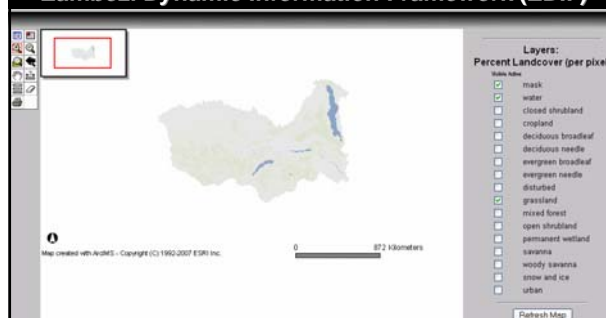 Zambezi Dynamic Information Framework (ZDIF)
Layers:
Percent Landcover (per pixel
Visible Active
mask
water
closed shrubland
cropland
deciduous broadleaf
deciduous needle
evergreen broadleaf
evergreen needle
disturbed
grassland
mixed forest
open shrubland
permanent wetland
savanna
woody savanna
snow and ice
urban
Refresh Map
Map created with ArcIMS - Copyright (C) 1992-2007 ESRI Inc.
0 872 Kilometers